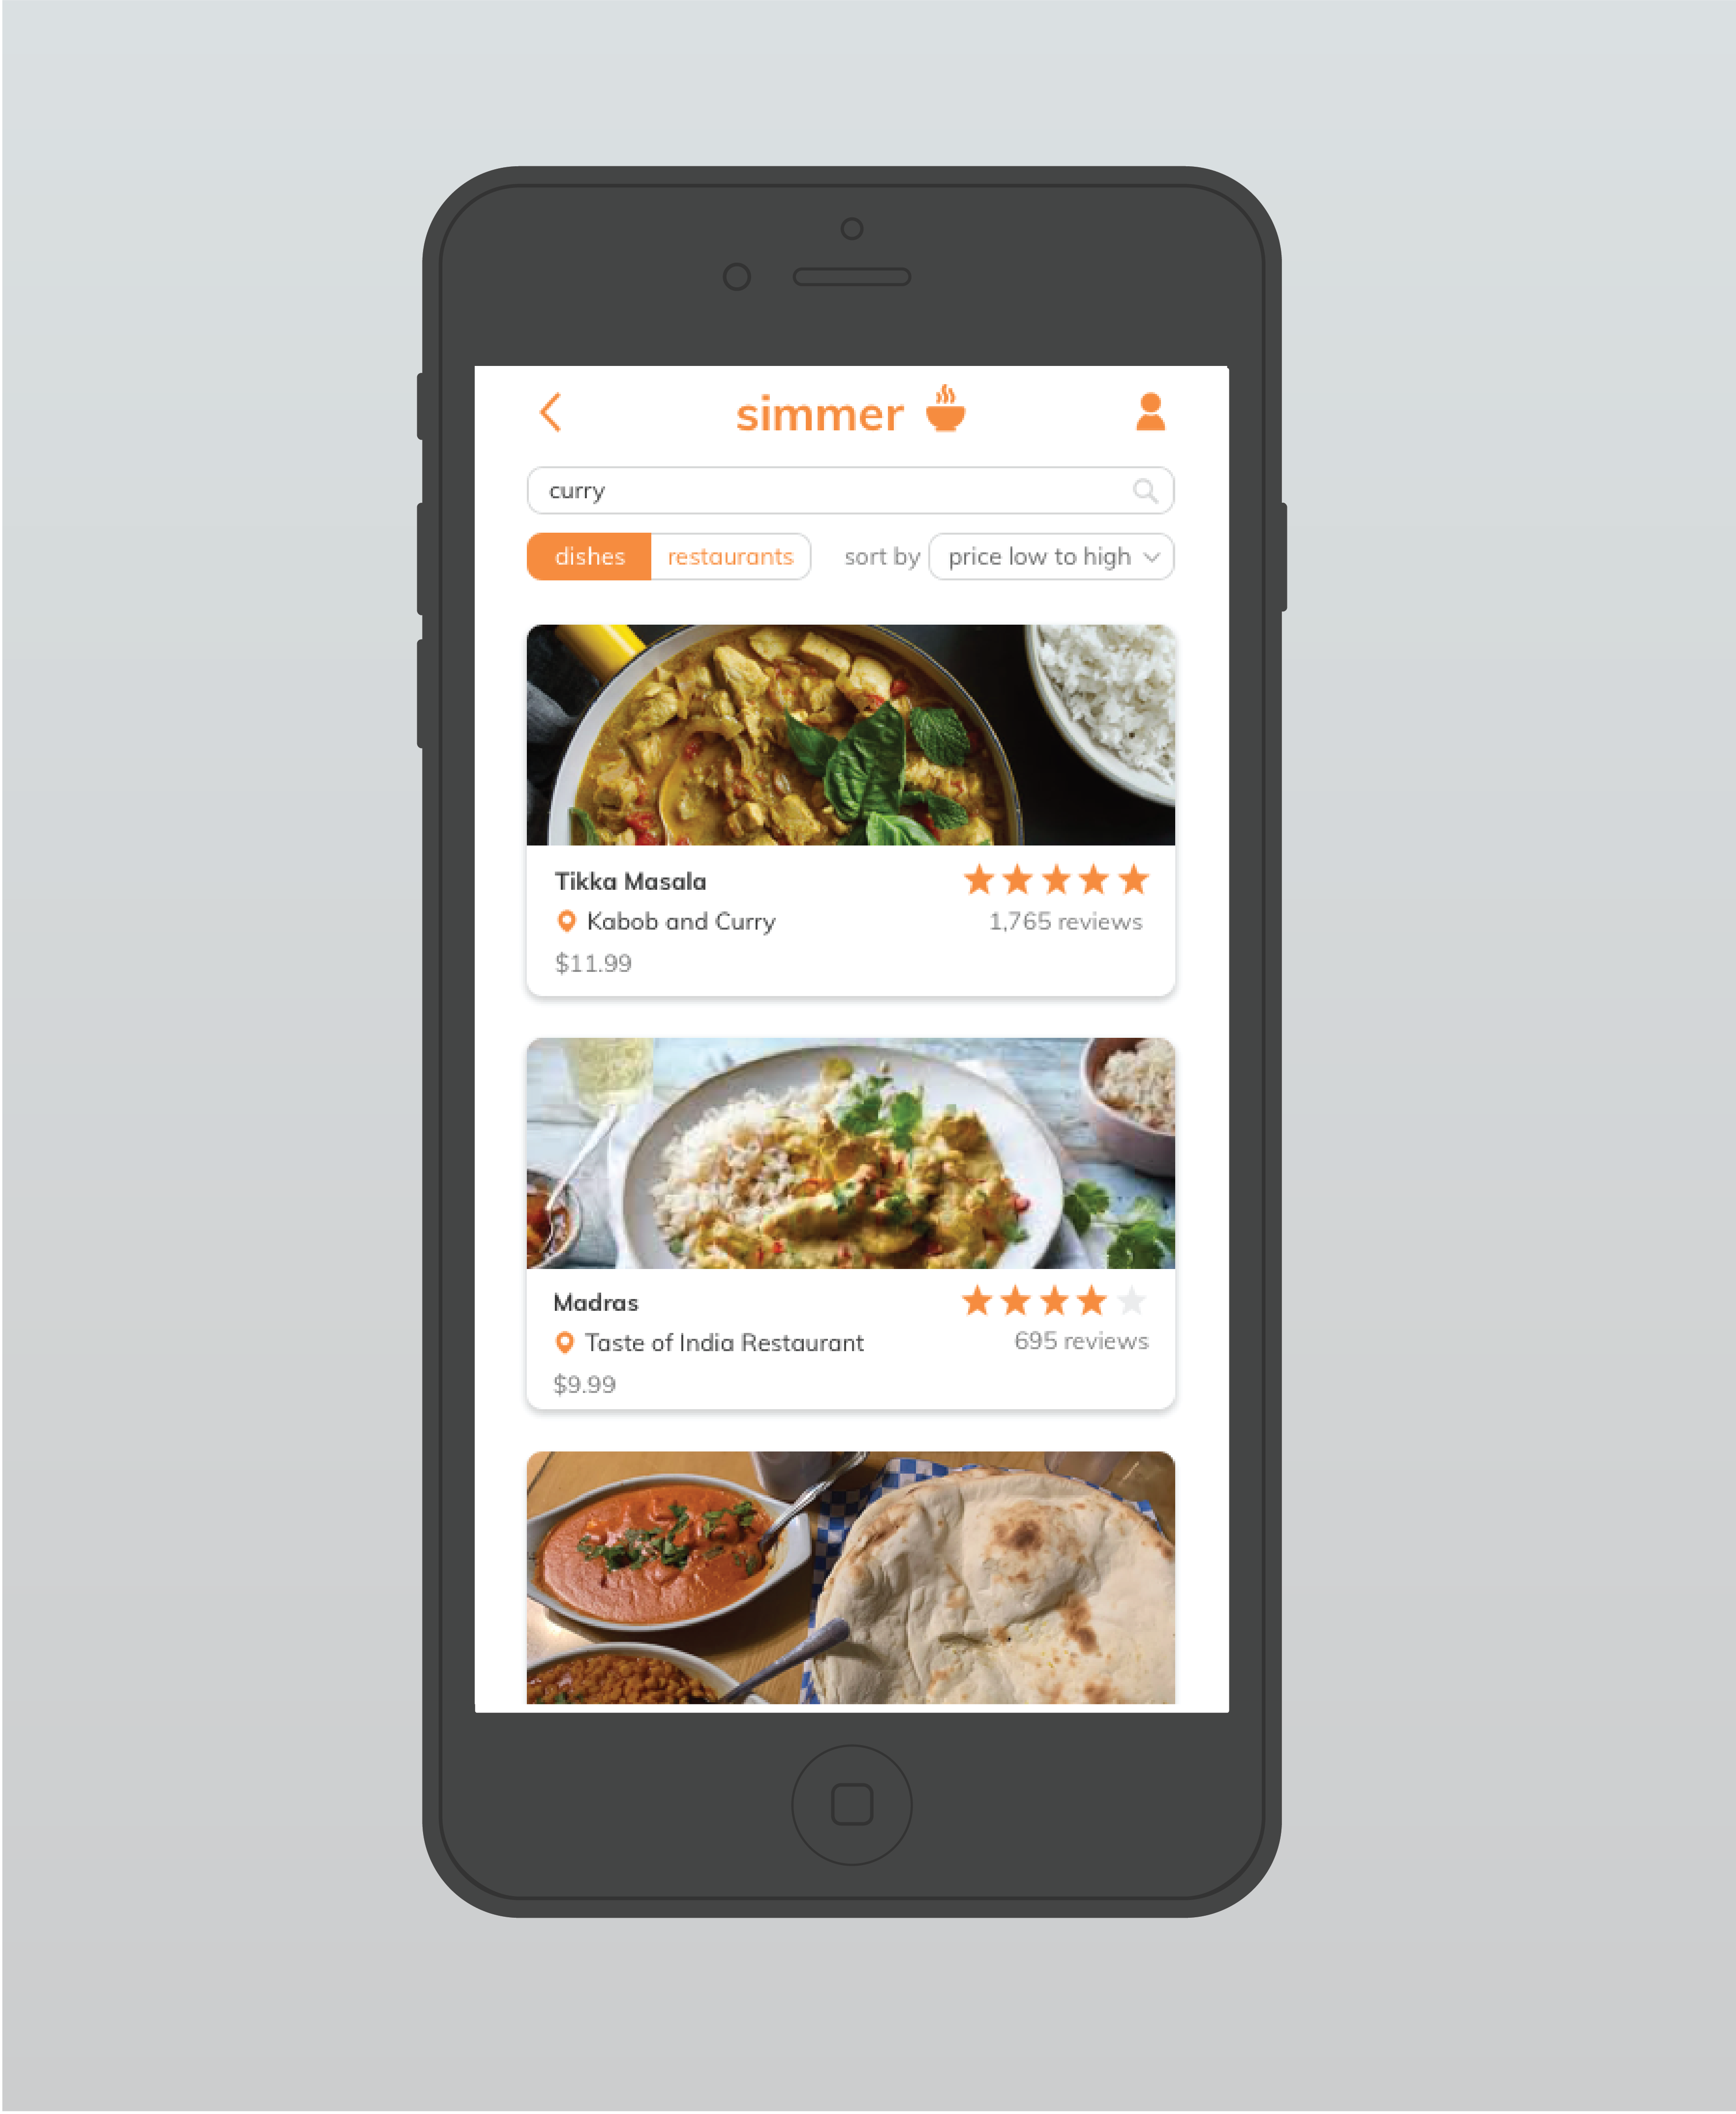 simmer
curry
dishes restaurants sort by price low to high
Tikka Masala
Kabob and Curry 1,765 reviews
$11.99
Madras
Taste of India Restaurant 695 reviews
$9.99